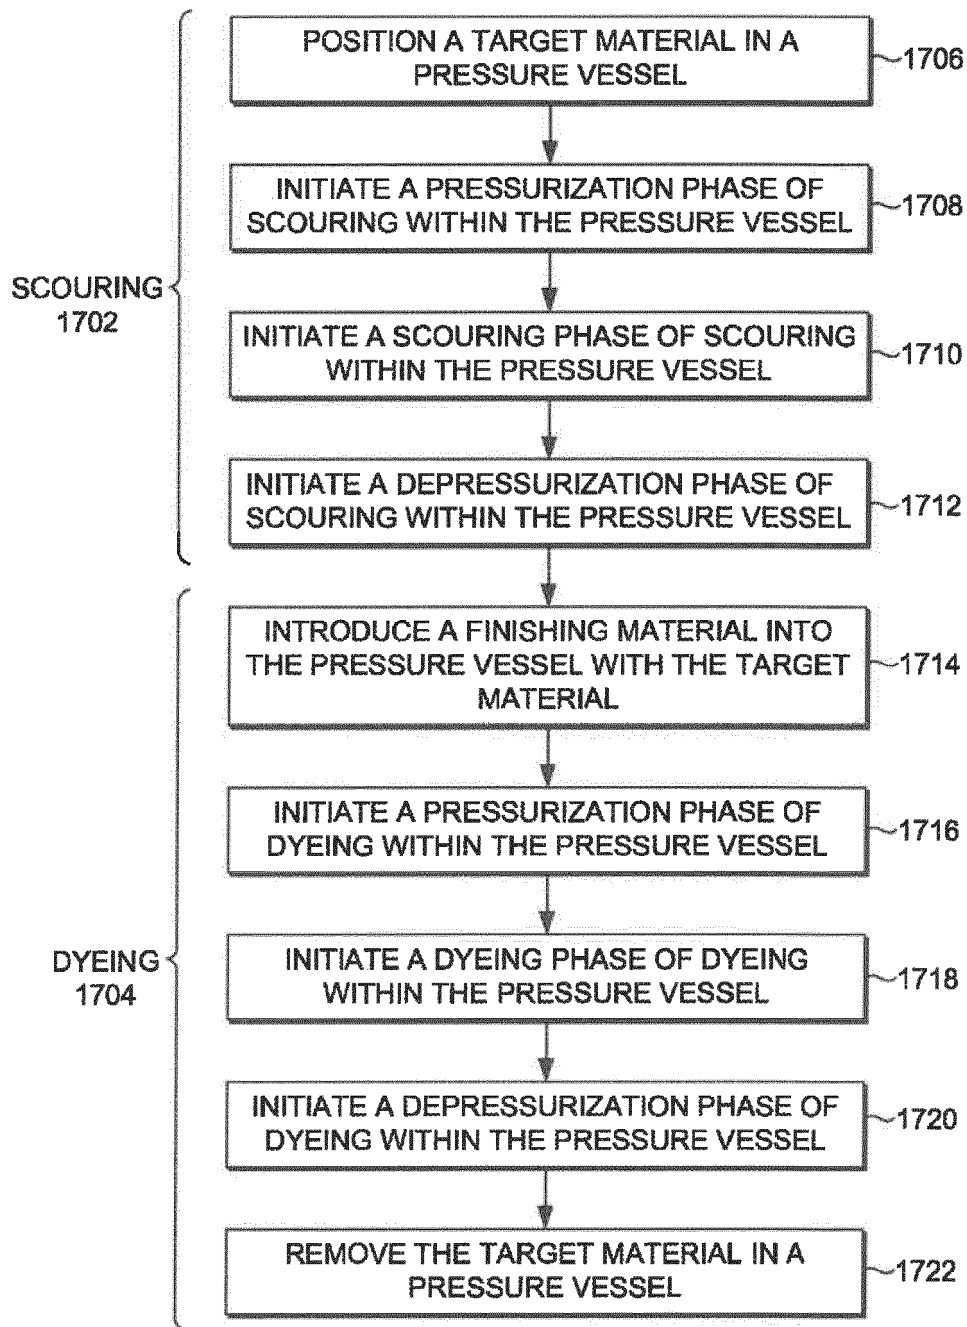 POSITION A TARGET MATERIAL IN A
PRESSURE VESSEL
1706
INITIATE A PRESSURIZATION PHASE OF
SCOURING WITHIN THE PRESSURE VESSEL
1708
SCOURING
1702
INITIATE A SCOURING PHASE OF SCOURING
WITHIN THE PRESSURE VESSEL
1710
INITIATE A DEPRESSURIZATION PHASE OF
SCOURING WITHIN THE PRESSURE VESSEL
1712
INTRODUCE A FINISHING MATERIAL INTO
THE PRESSURE VESSEL WITH THE TARGET
MATERIAL
1714
INITIATE A PRESSURIZATION PHASE OF
DYEING WITHIN THE PRESSURE VESSEL
1716
DYEING
1704
INITIATE A DYEING PHASE OF DYEING
WITHIN THE PRESSURE VESSEL
1718
INITIATE A DEPRESSURIZATION PHASE OF
DYEING WITHIN THE PRESSURE VESSEL
1720
REMOVE THE TARGET MATERIAL IN A
PRESSURE VESSEL
1722